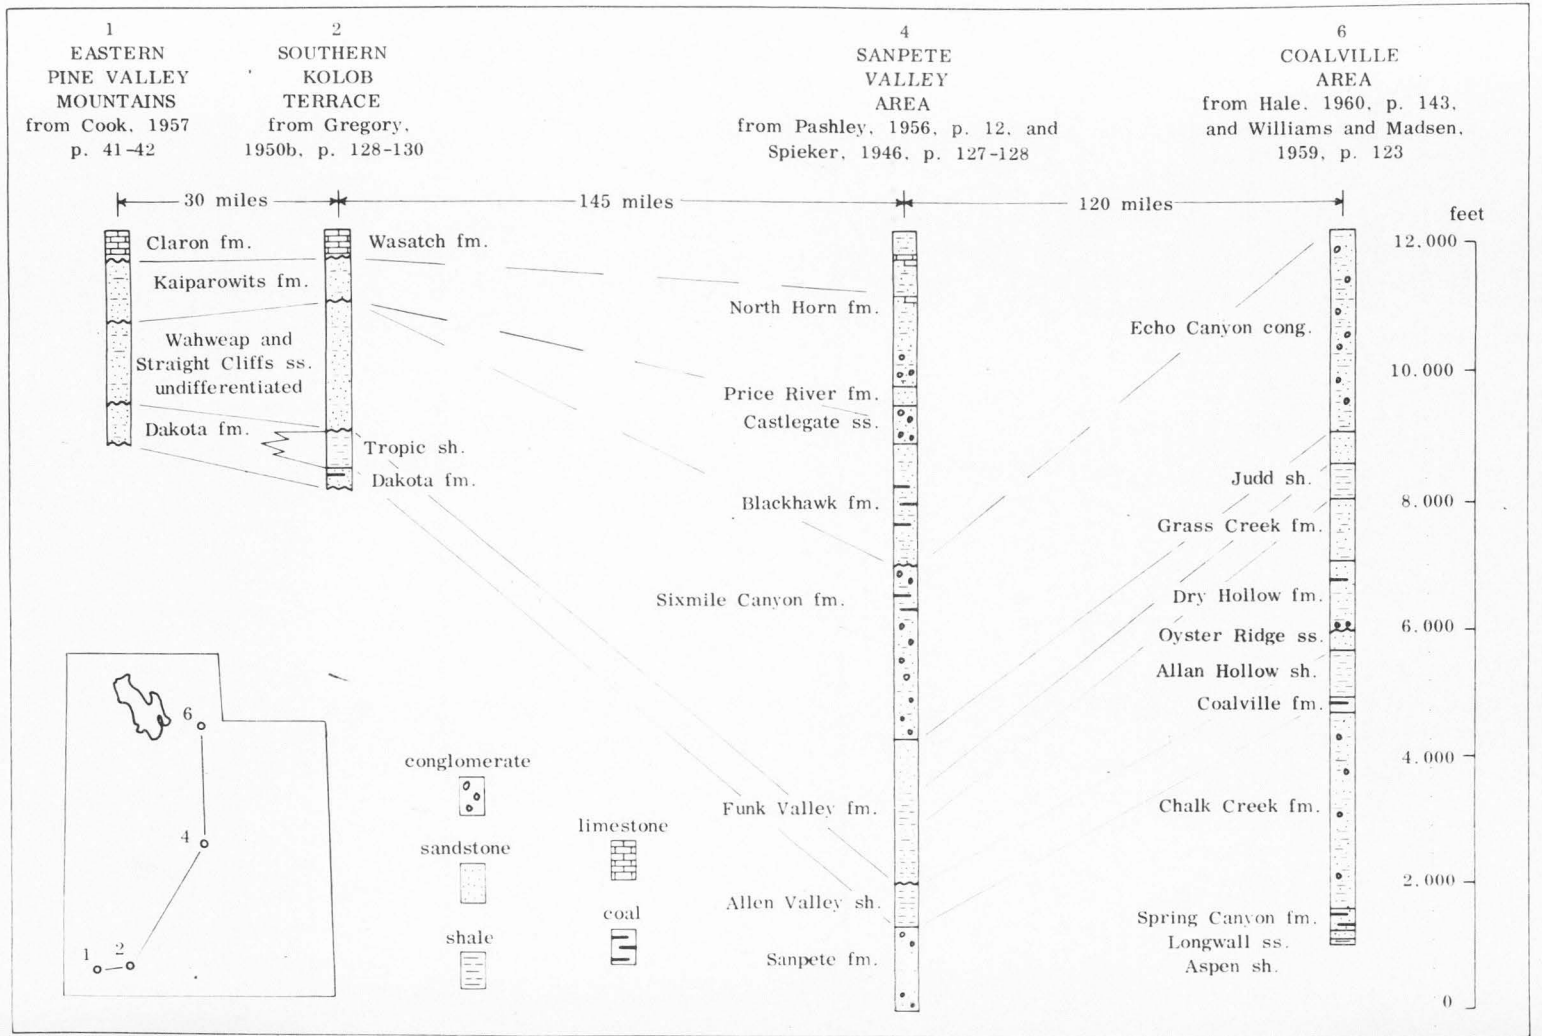 1
EASTERN
PINE VALLEY
MOUNTAINS
from Cook, 1957
p. 41-42
2
SOUTHERN
KOLOB
TERRACE
from Gregory,
1950b, p. 128-130
4
SANPETE
VALLEY
AREA
from Pashley, 1956, p. 12, and
Spieker, 1946, p. 127-128
6
COALVILLE
AREA
from Hale, 1960, p. 143,
and Williams and Madsen,
1959, p. 123
30 miles
145 miles
120 miles
feet
12,000
10,000
8,000
6,000
4,000
2,000
0
Claron fm.
Kaiparowits fm.
Wahweap and
Straight Cliffs ss.
undifferentiated
Dakota fm.
Wasatch fm.
Tropic sh.
Dakota fm.
North Horn fm.
Price River fm.
Castlegate ss.
Blackhawk fm.
Sixmile Canyon fm.
Funk Valley fm.
Allen Valley sh.
Sanpete fm.
Echo Canyon cong.
Judd sh.
Grass Creek fm.
Dry Hollow fm.
Oyster Ridge ss.
Allan Hollow sh.
Coalville fm.
Chalk Creek fm.
Spring Canyon fm.
Longwall ss.
Aspen sh.
6
4
1
2
conglomerate
sandstone
shale
limestone
coal